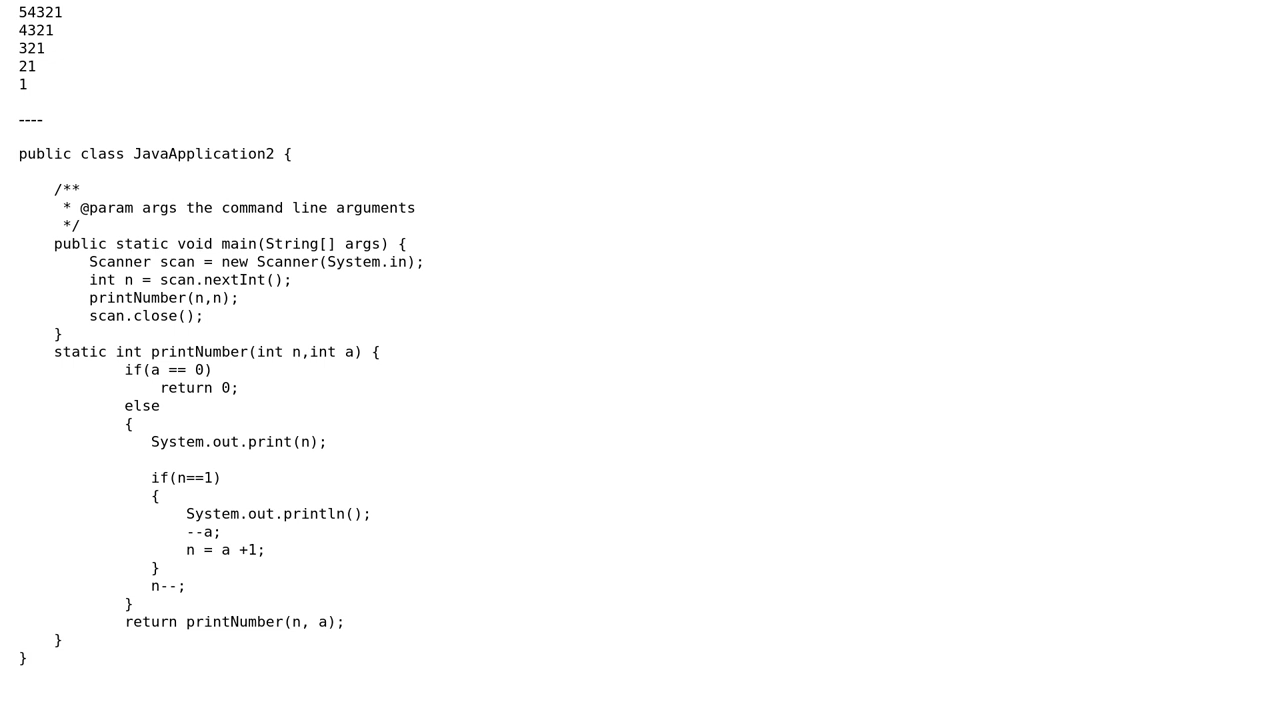 54321
4321
321
21
1
----
public class JavaApplication2 {
/**
* @param args the command line arguments
*/
public static void main(String[] args) {
Scanner scan = new Scanner(System.in);
int n = scan.nextInt();
printNumber(n,n);
scan.close();
}
static int printNumber(int n,int a) {
if(a == 0)
return 0;
else
{
System.out.print(n);
if(n==1)
{
System.out.println();
--a;
n = a +1;
}
n--;
}
return printNumber(n, a);
}
}